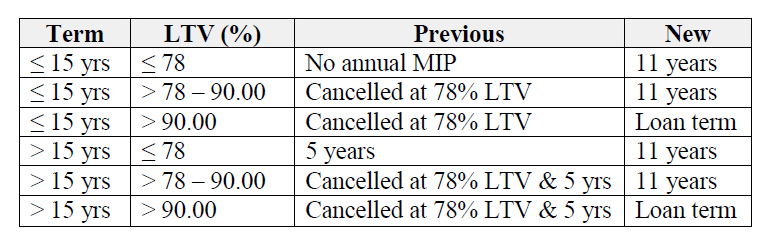 Term LTV (%) Previous New
≤ 15 yrs ≤ 78 No annual MIP 11 years
≤ 15 yrs > 78 – 90.00 Cancelled at 78% LTV 11 years
≤ 15 yrs > 90.00 Cancelled at 78% LTV Loan term
> 15 yrs ≤ 78 5 years 11 years
> 15 yrs > 78 – 90.00 Cancelled at 78% LTV & 5 yrs 11 years
> 15 yrs > 90.00 Cancelled at 78% LTV & 5 yrs Loan term